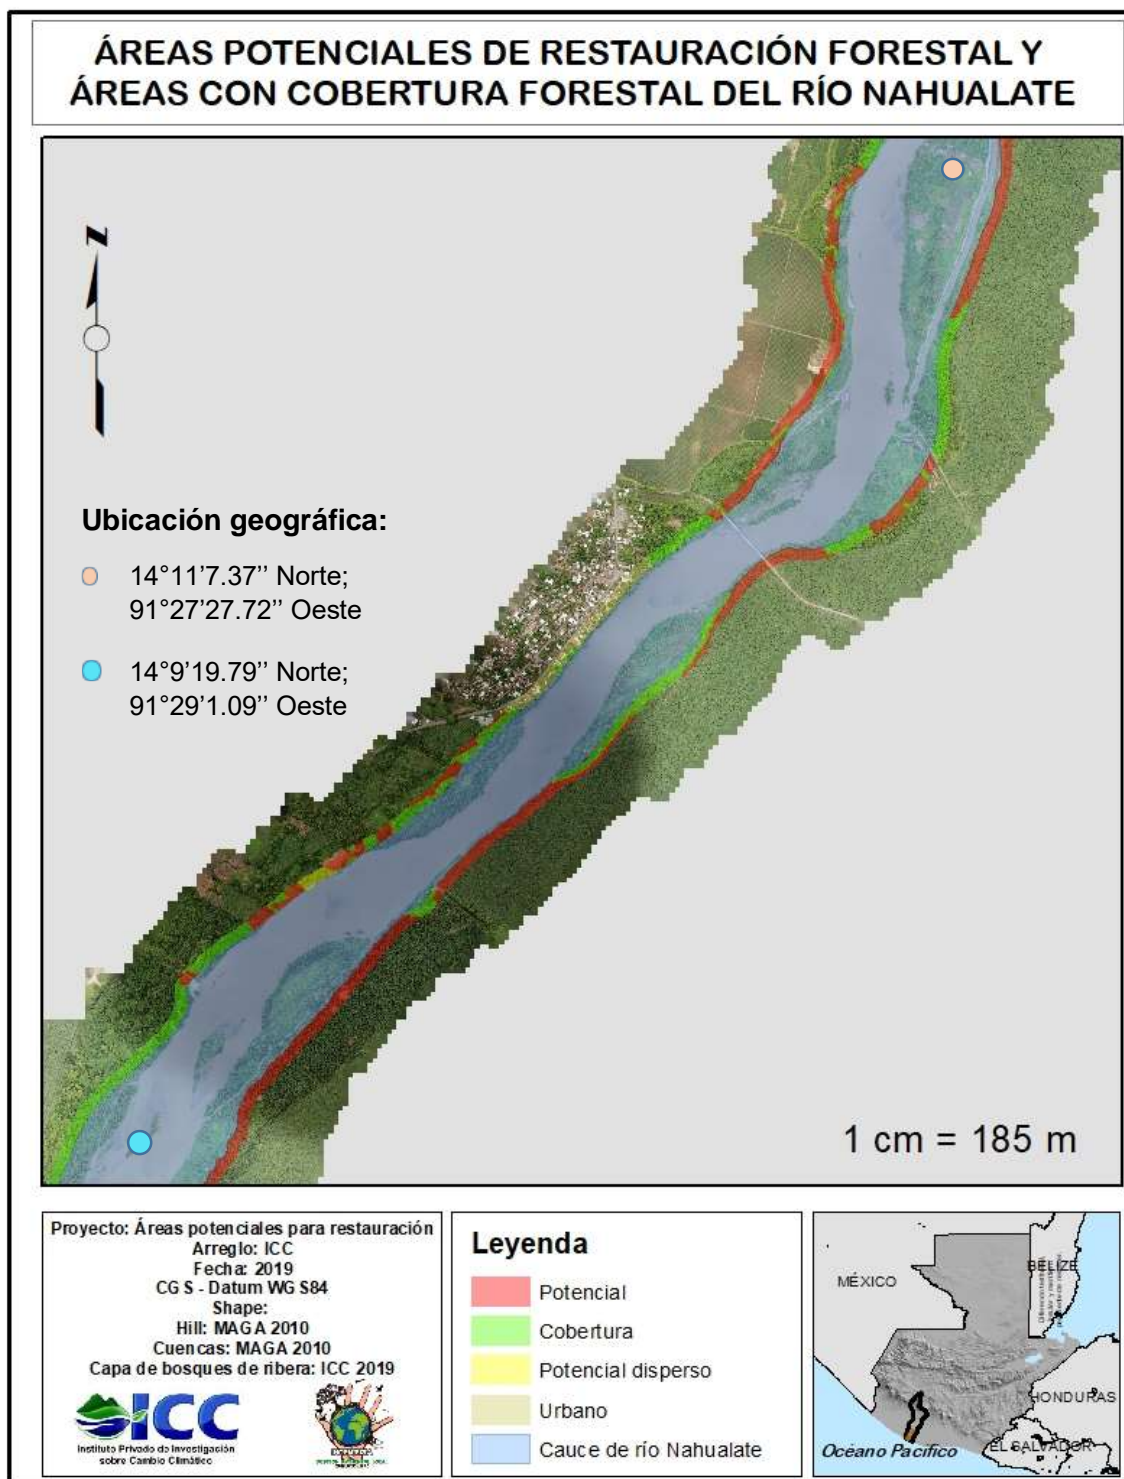 ÁREAS POTENCIALES DE RESTAURACIÓN FORESTAL Y
ÁREAS CON COBERTURA FORESTAL DEL RÍO NAHUALATE
N
Ubicación geográfica:
14°11'7.37’’ Norte;
91°27’27.72’’ Oeste
14°9’19.79’’ Norte;
91°29’1.09’’ Oeste
1 cm = 185 m
Proyecto: Áreas potenciales para restauración
Arreglo: ICC
Fecha: 2019
CGS - Datum WGS84
Shape:
Hill: MAGA 2010
Cuencas: MAGA 2010
Capa de bosques de ribera: ICC 2019
ICC
Instituto Privado de Investigación
sobre Cambio Climático
Leyenda
Potencial
Cobertura
Potencial disperso
Urbano
Cauce de río Nahualate
MÉXICO
BELIZE
HONDURAS
EL SALVADOR
Océano Pacífico